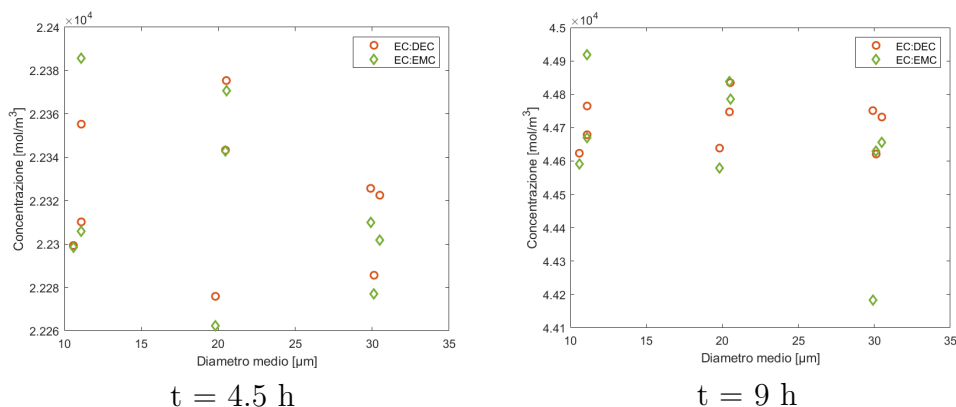 ×10⁴
2.24
2.238
2.236
2.234
2.232
2.23
2.228
2.226
Concentrazione [mol/m³]
10 15 20 25 30 35
Diametro medio [µm]
EC:DEC
EC:EMC
t = 4.5 h
×10⁴
4.5
4.49
4.48
4.47
4.46
4.45
4.44
4.43
4.42
4.41
Concentrazione [mol/m³]
10 15 20 25 30 35
Diametro medio [µm]
EC:DEC
EC:EMC
t = 9 h